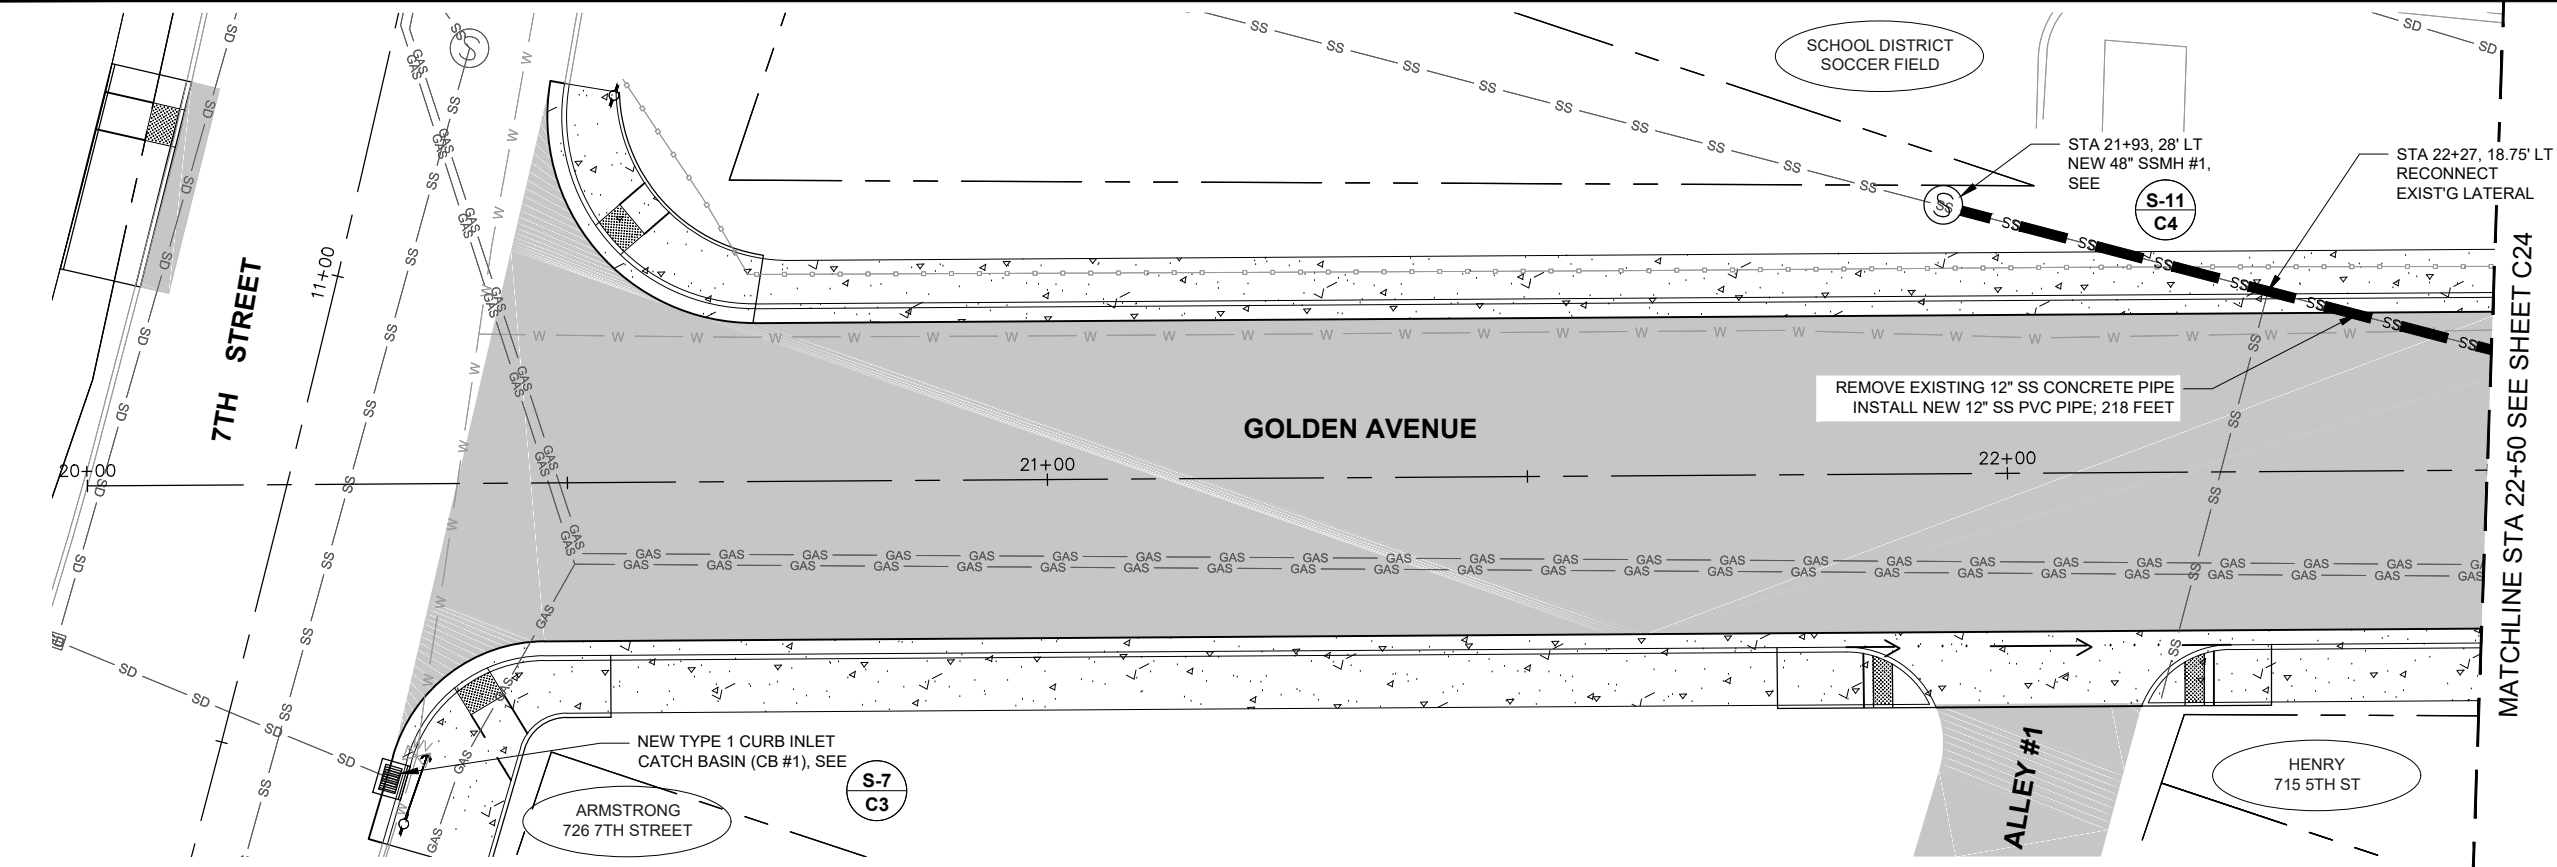 SCHOOL DISTRICT
SOCCER FIELD
STA 21+93, 28' LT
NEW 48" SSMH #1,
SEE
S-11
C4
STA 22+27, 18.75' LT
RECONNECT
EXIST'G LATERAL
7TH STREET
11+00
20+00
21+00
22+00
GOLDEN AVENUE
REMOVE EXISTING 12" SS CONCRETE PIPE
INSTALL NEW 12" SS PVC PIPE; 218 FEET
MATCHLINE STA 22+50 SEE SHEET C24
NEW TYPE 1 CURB INLET
CATCH BASIN (CB #1), SEE
S-7
C3
ARMSTRONG
726 7TH STREET
ALLEY #1
HENRY
715 5TH ST
SD
SS
GAS
W
S